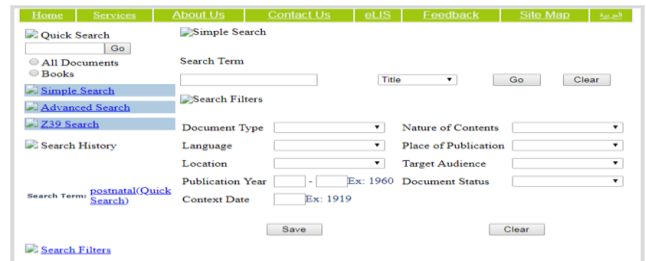 Home Services About Us Contact Us eLIS Feedback Site Map العربية
Quick Search
Go
All Documents
Books
Simple Search
Advanced Search
Z39 Search
Search History
Search Term: postnatal(Quick
Search)
Search Filters
Simple Search
Search Term
Title Go Clear
Search Filters
Document Type Nature of Contents
Language Place of Publication
Location Target Audience
Publication Year - Ex: 1960 Document Status
Context Date Ex: 1919
Save Clear